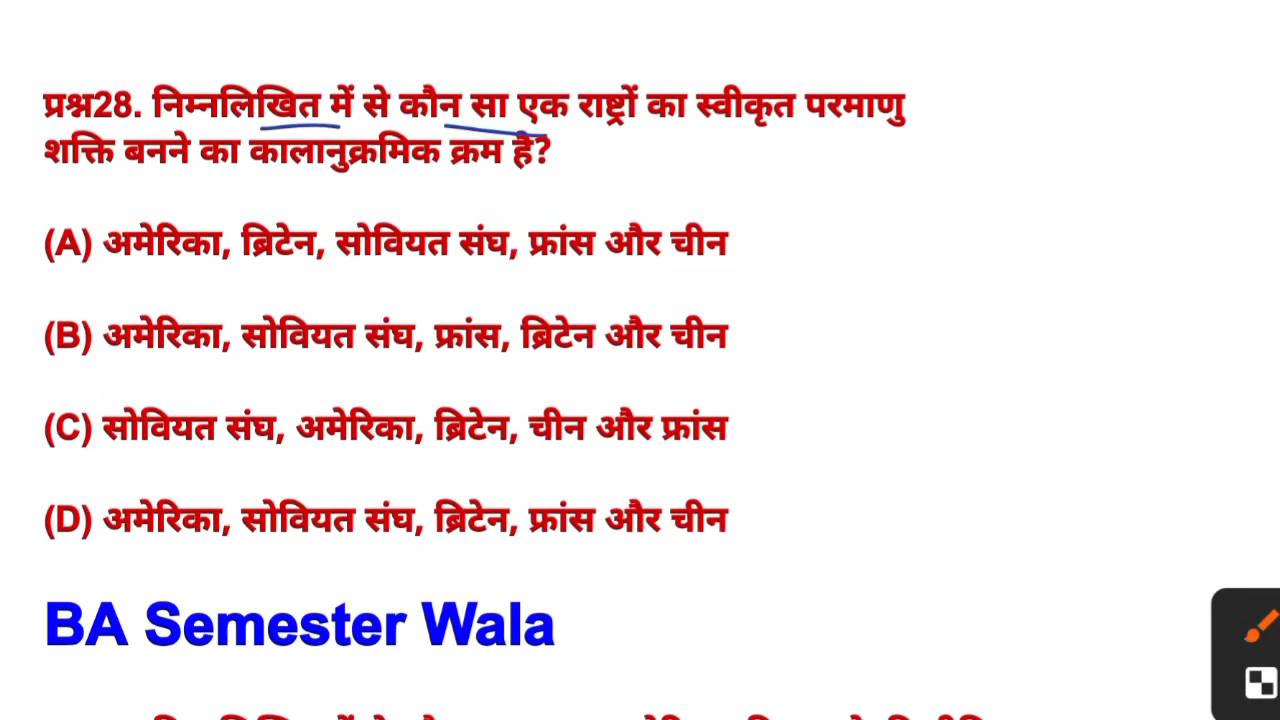 प्रश्न28. निम्नलिखित में से कौन सा एक राष्ट्रों का स्वीकृत परमाणु
शक्ति बनने का कालानुक्रमिक क्रम है?
(A) अमेरिका, ब्रिटेन, सोवियत संघ, फ्रांस और चीन
(B) अमेरिका, सोवियत संघ, फ्रांस, ब्रिटेन और चीन
(C) सोवियत संघ, अमेरिका, ब्रिटेन, चीन और फ्रांस
(D) अमेरिका, सोवियत संघ, ब्रिटेन, फ्रांस और चीन
BA Semester Wala